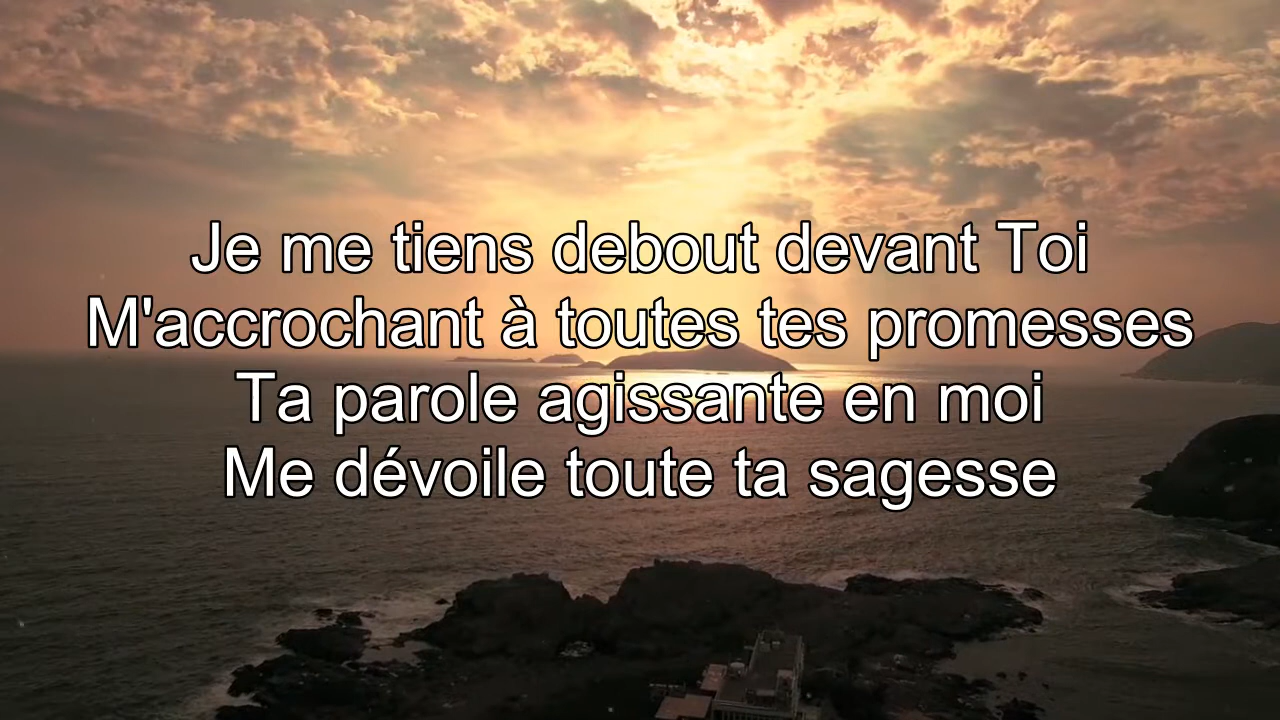 Je me tiens debout devant Toi
M'accrochant à toutes tes promesses
Ta parole agissante en moi
Me dévoile toute ta sagesse